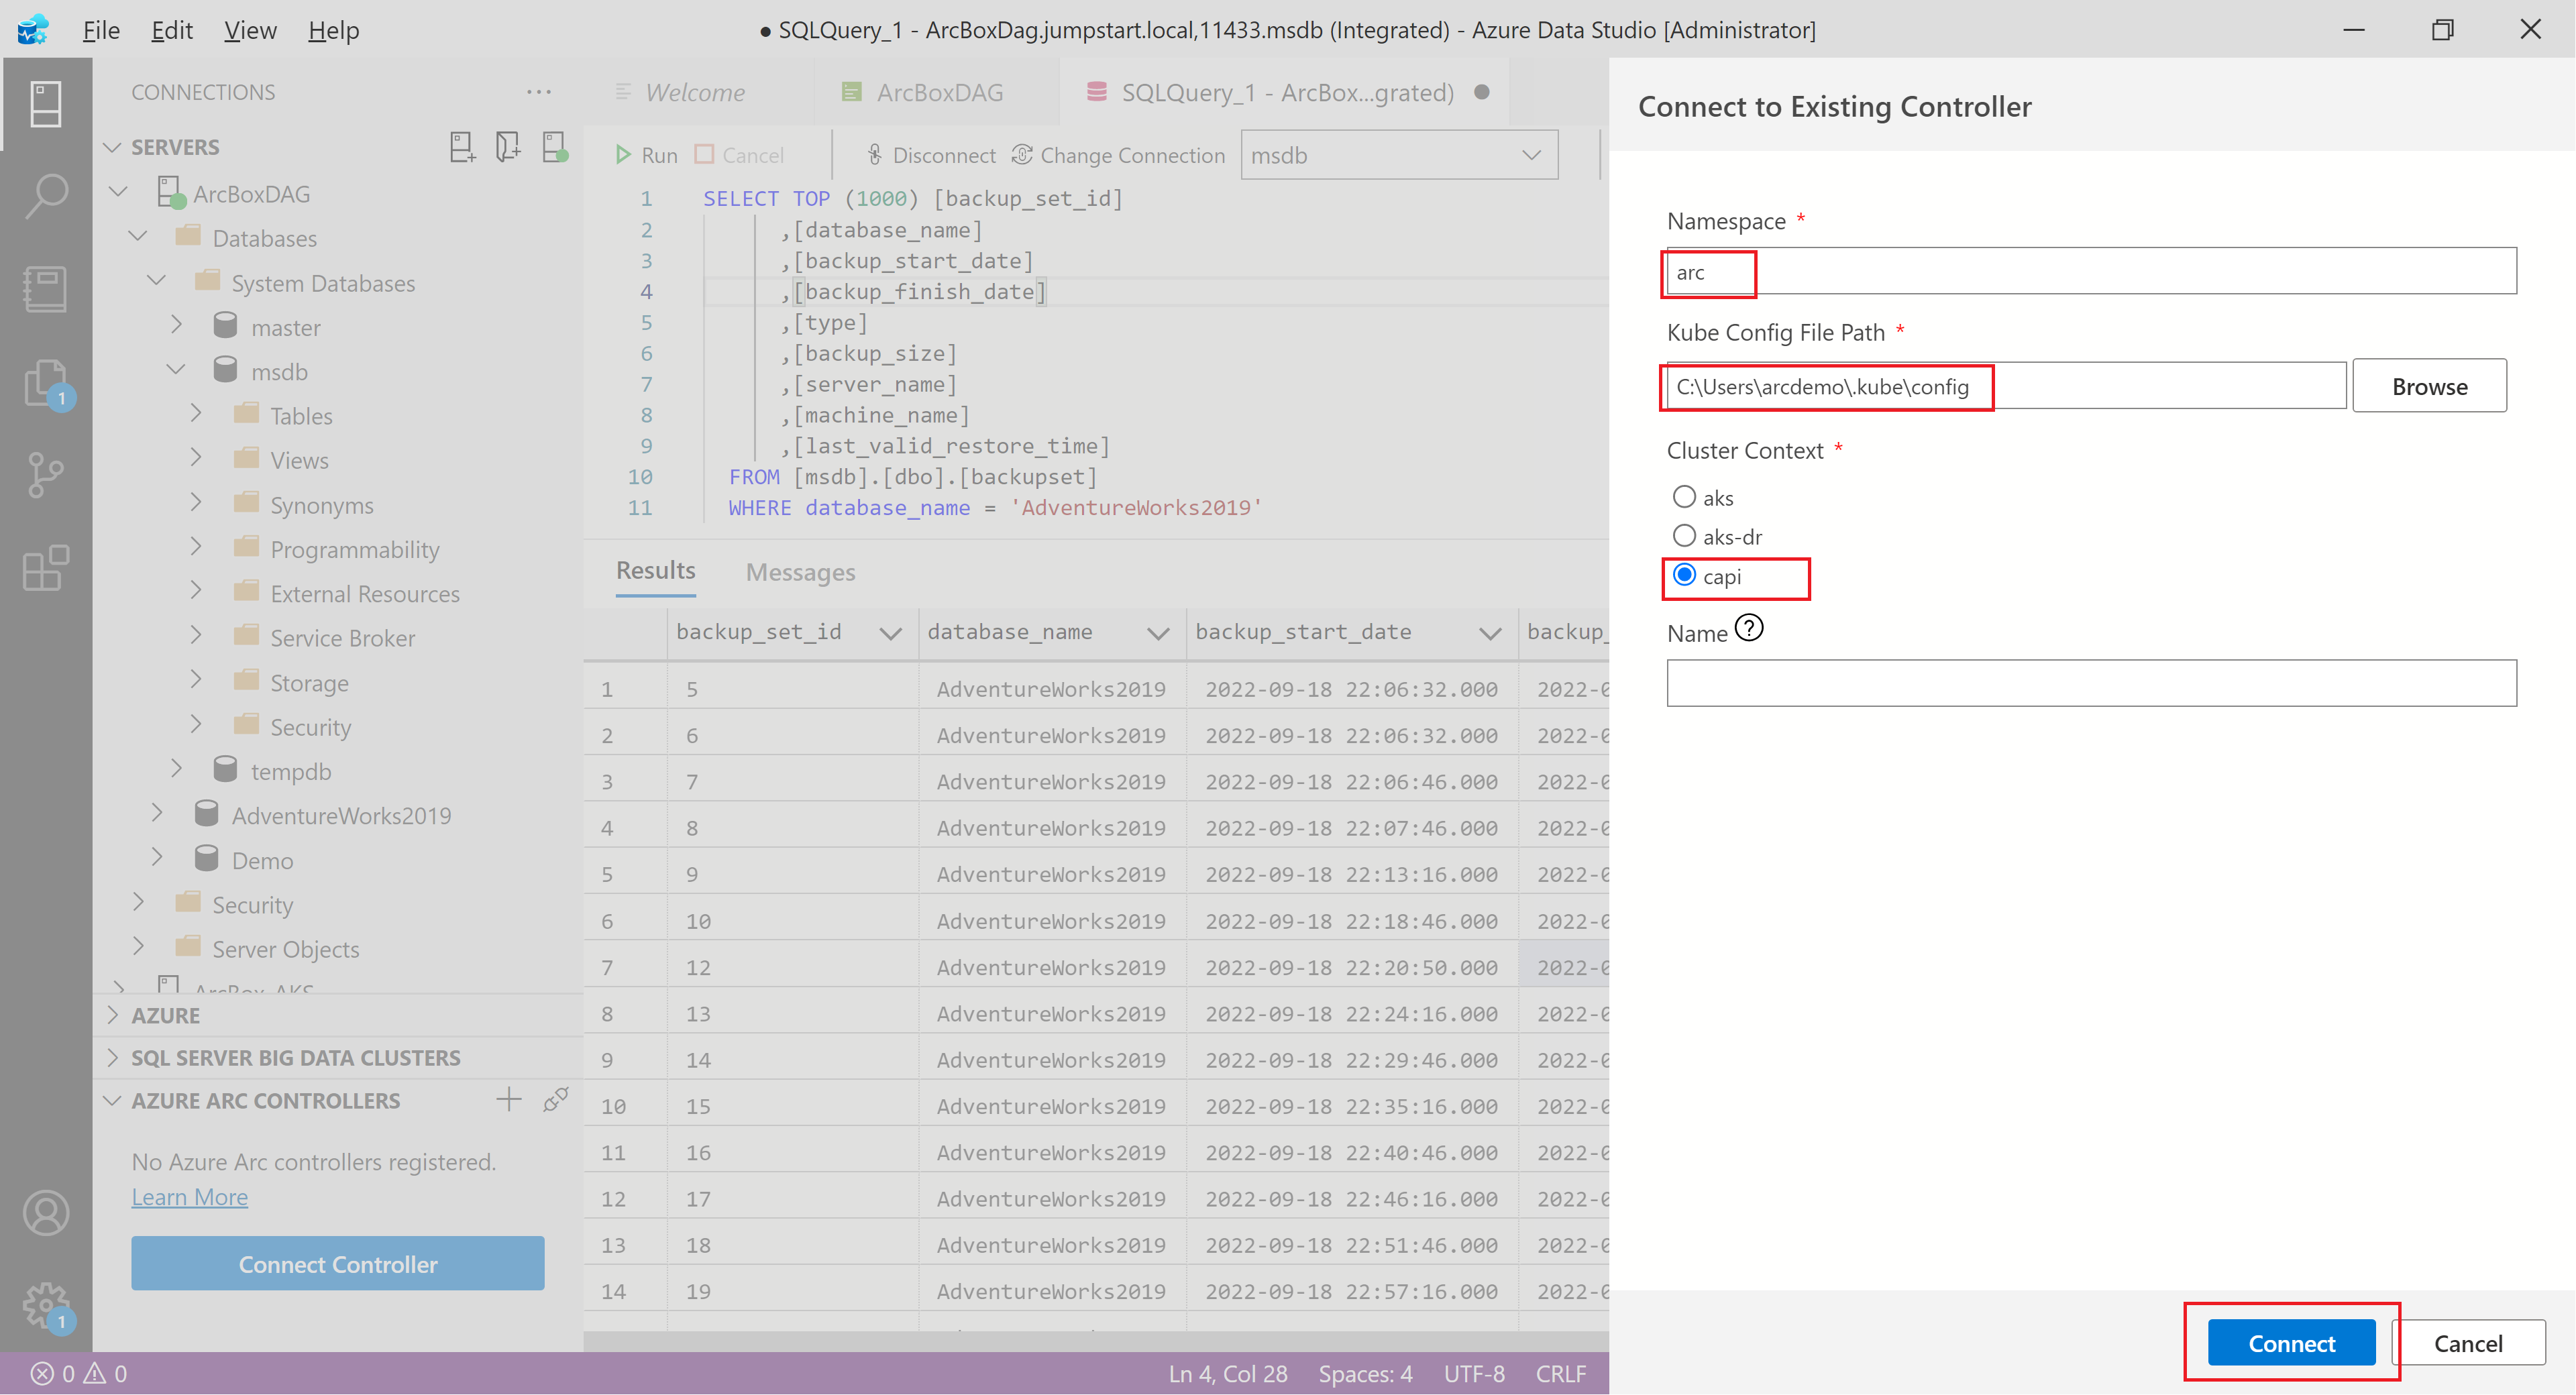 File Edit View Help
● SQLQuery_1 - ArcBoxDag.jumpstart.local,11433.msdb (Integrated) - Azure Data Studio [Administrator]
CONNECTIONS
SERVERS
ArcBoxDAG
Databases
System Databases
master
msdb
Tables
Views
Synonyms
Programmability
External Resources
Service Broker
Storage
Security
tempdb
AdventureWorks2019
Demo
Security
Server Objects
ArcBox-AKS
AZURE
SQL SERVER BIG DATA CLUSTERS
AZURE ARC CONTROLLERS
No Azure Arc controllers registered.
Learn More
Connect Controller
1
1
Welcome ArcBoxDAG SQLQuery_1 - ArcBox...grated) ●
Run Cancel Disconnect Change Connection msdb
1 SELECT TOP (1000) [backup_set_id]
2 ,[database_name]
3 ,[backup_start_date]
4 ,[backup_finish_date]
5 ,[type]
6 ,[backup_size]
7 ,[server_name]
8 ,[machine_name]
9 ,[last_valid_restore_time]
10 FROM [msdb].[dbo].[backupset]
11 WHERE database_name = 'AdventureWorks2019'
Results Messages
backup_set_id database_name backup_start_date backup_
1 5 AdventureWorks2019 2022-09-18 22:06:32.000 2022-0
2 6 AdventureWorks2019 2022-09-18 22:06:32.000 2022-0
3 7 AdventureWorks2019 2022-09-18 22:06:46.000 2022-0
4 8 AdventureWorks2019 2022-09-18 22:07:46.000 2022-0
5 9 AdventureWorks2019 2022-09-18 22:13:16.000 2022-0
6 10 AdventureWorks2019 2022-09-18 22:18:46.000 2022-0
7 12 AdventureWorks2019 2022-09-18 22:20:50.000 2022-0
8 13 AdventureWorks2019 2022-09-18 22:24:16.000 2022-0
9 14 AdventureWorks2019 2022-09-18 22:29:46.000 2022-0
10 15 AdventureWorks2019 2022-09-18 22:35:16.000 2022-0
11 16 AdventureWorks2019 2022-09-18 22:40:46.000 2022-0
12 17 AdventureWorks2019 2022-09-18 22:46:16.000 2022-0
13 18 AdventureWorks2019 2022-09-18 22:51:46.000 2022-0
14 19 AdventureWorks2019 2022-09-18 22:57:16.000 2022-0
0 0
Ln 4, Col 28 Spaces: 4 UTF-8 CRLF
Connect to Existing Controller
Namespace *
arc
Kube Config File Path *
C:\Users\arcdemo\.kube\config Browse
Cluster Context *
aks
aks-dr
capi
Name ?
Connect Cancel